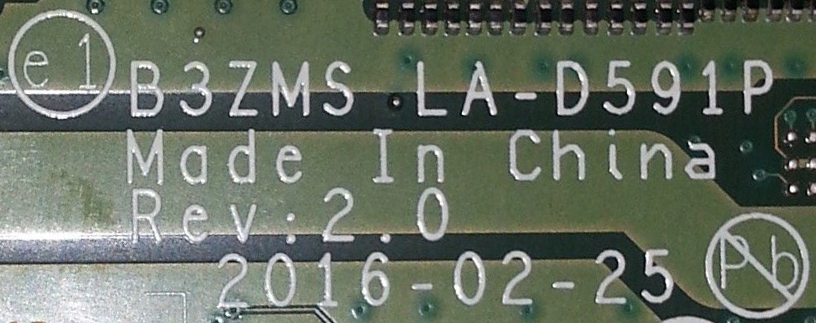 e1
B3ZMS LA-D591P
Made In China
Rev:2.0
2016-02-25
Pb